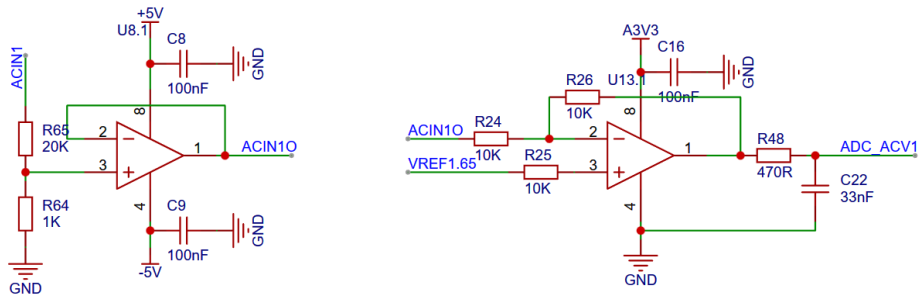 +5V
U8.1
C8
100nF
GND
ACIN1
R65
20K
8
2
3
1
ACIN1O
4
R64
1K
C9
100nF
GND
-5V
GND
A3V3
C16
100nF
GND
U13.1
R26
10K
8
ACIN1O
R24
10K
2
VREF1.65
R25
10K
3
1
4
R48
470R
ADC_ACV1
C22
33nF
GND